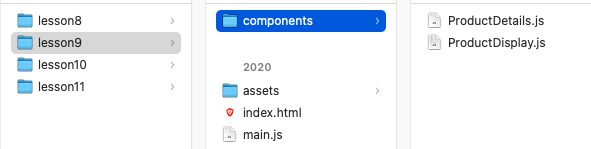 lesson8
lesson9
lesson10
lesson11
components
2020
assets
index.html
main.js
ProductDetails.js
ProductDisplay.js